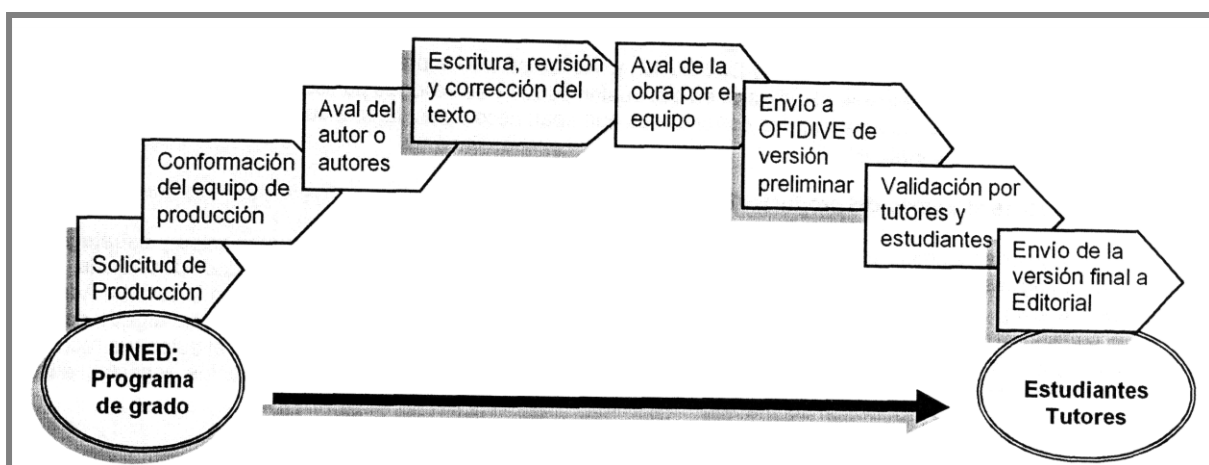 Solicitud de
Producción
Conformación
del equipo de
producción
Aval del
autor o
autores
Escritura, revisión
y corrección del
texto
Aval de la
obra por el
equipo
Envío a
OFIDIVE de
versión
preliminar
Validación por
tutores y
estudiantes
Envío de la
versión final a
Editorial
UNED:
Programa
de grado
Estudiantes
Tutores